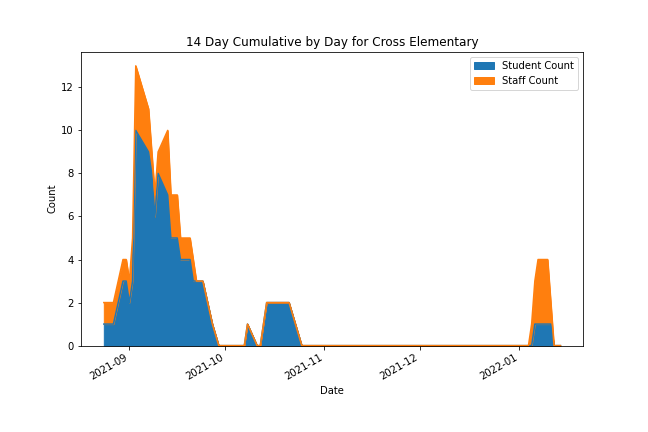 14 Day Cumulative by Day for Cross Elementary
Student Count
Staff Count
12
10
8
6
4
2
0
Count
2021-09
2021-10
2021-11
2021-12
2022-01
Date